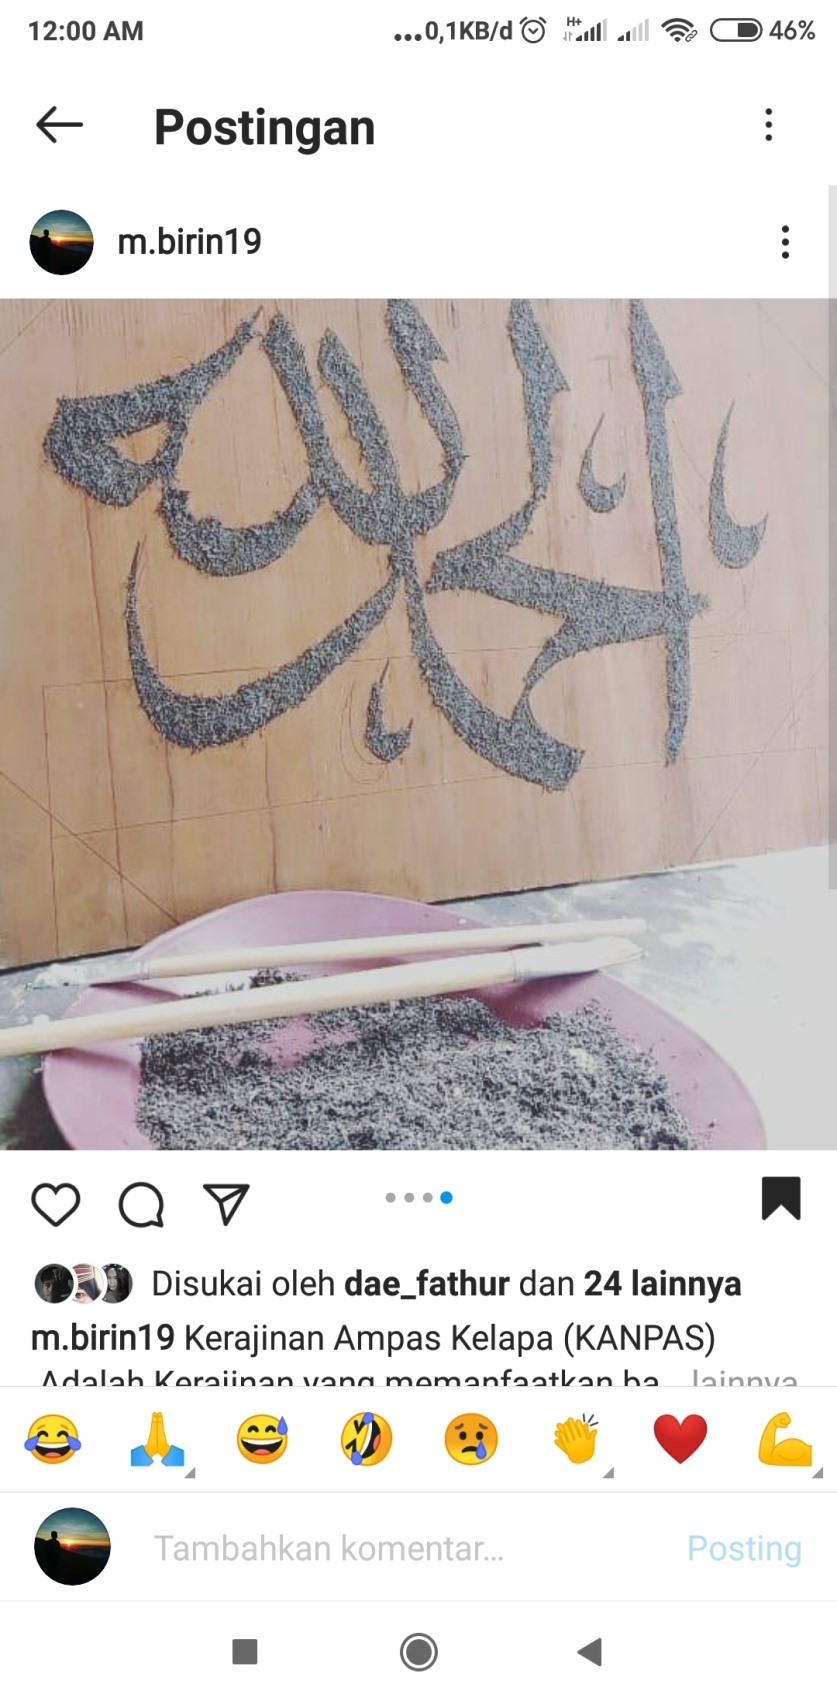 12:00 AM ...0,1KB/d H+ 46%
Postingan
m.birin19
الحمد لله
Disukai oleh dae_fathur dan 24 lainnya
m.birin19 Kerajinan Ampas Kelapa (KANPAS)
Adalah Kerajinan yang memanfaatkan ba... lainnya
Tambahkan komentar... Posting